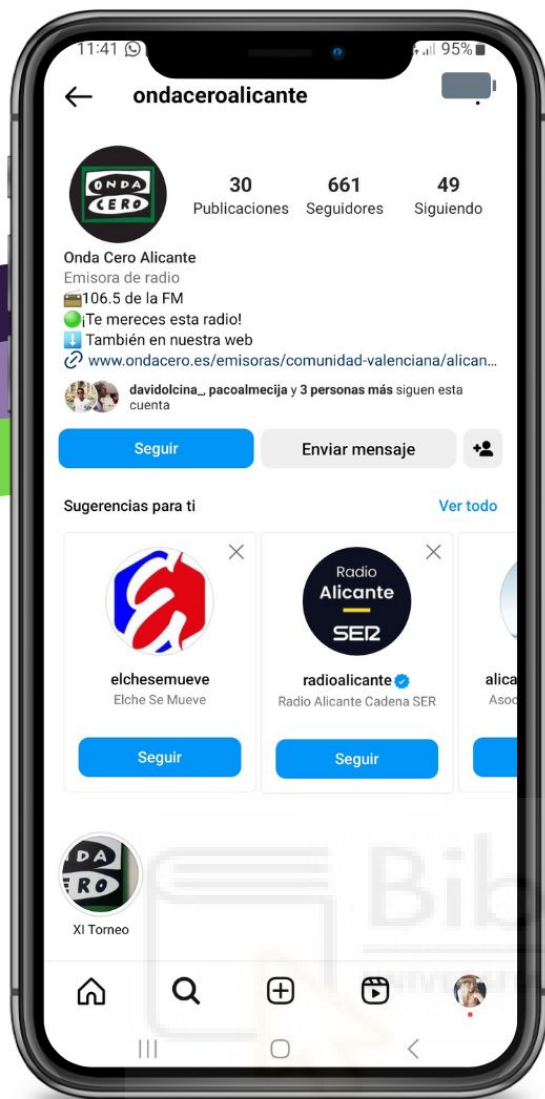 11:41
95%
ondaceroalicante
ONDA
CERO
30
661
49
Publicaciones
Seguidores
Siguiendo
Onda Cero Alicante
Emisora de radio
106.5 de la FM
¡Te mereces esta radio!
También en nuestra web
www.ondacero.es/emisoras/comunidad-valenciana/alican...
davidolcina_, pacoalmecija y 3 personas más siguen esta
cuenta
Seguir
Enviar mensaje
Sugerencias para ti
Ver todo
Radio
Alicante
SER
elchesemueve
radioalicante
alica
Elche Se Mueve
Radio Alicante Cadena SER
Asoc
Seguir
Seguir
DA
RO
XI Torneo
Bib